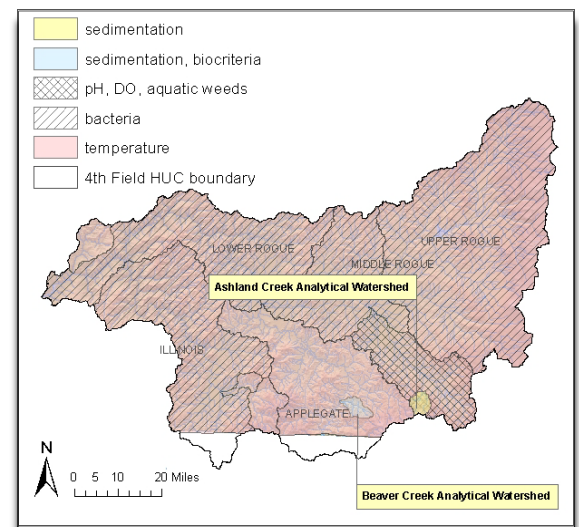 sedimentation
sedimentation, biocriteria
pH, DO, aquatic weeds
bacteria
temperature
4th Field HUC boundary
UPPER ROGUE
LOWER ROGUE
MIDDLE ROGUE
Ashland Creek Analytical Watershed
ILLINOIS
APPLEGATE
N
0 5 10 20 Miles
Beaver Creek Analytical Watershed